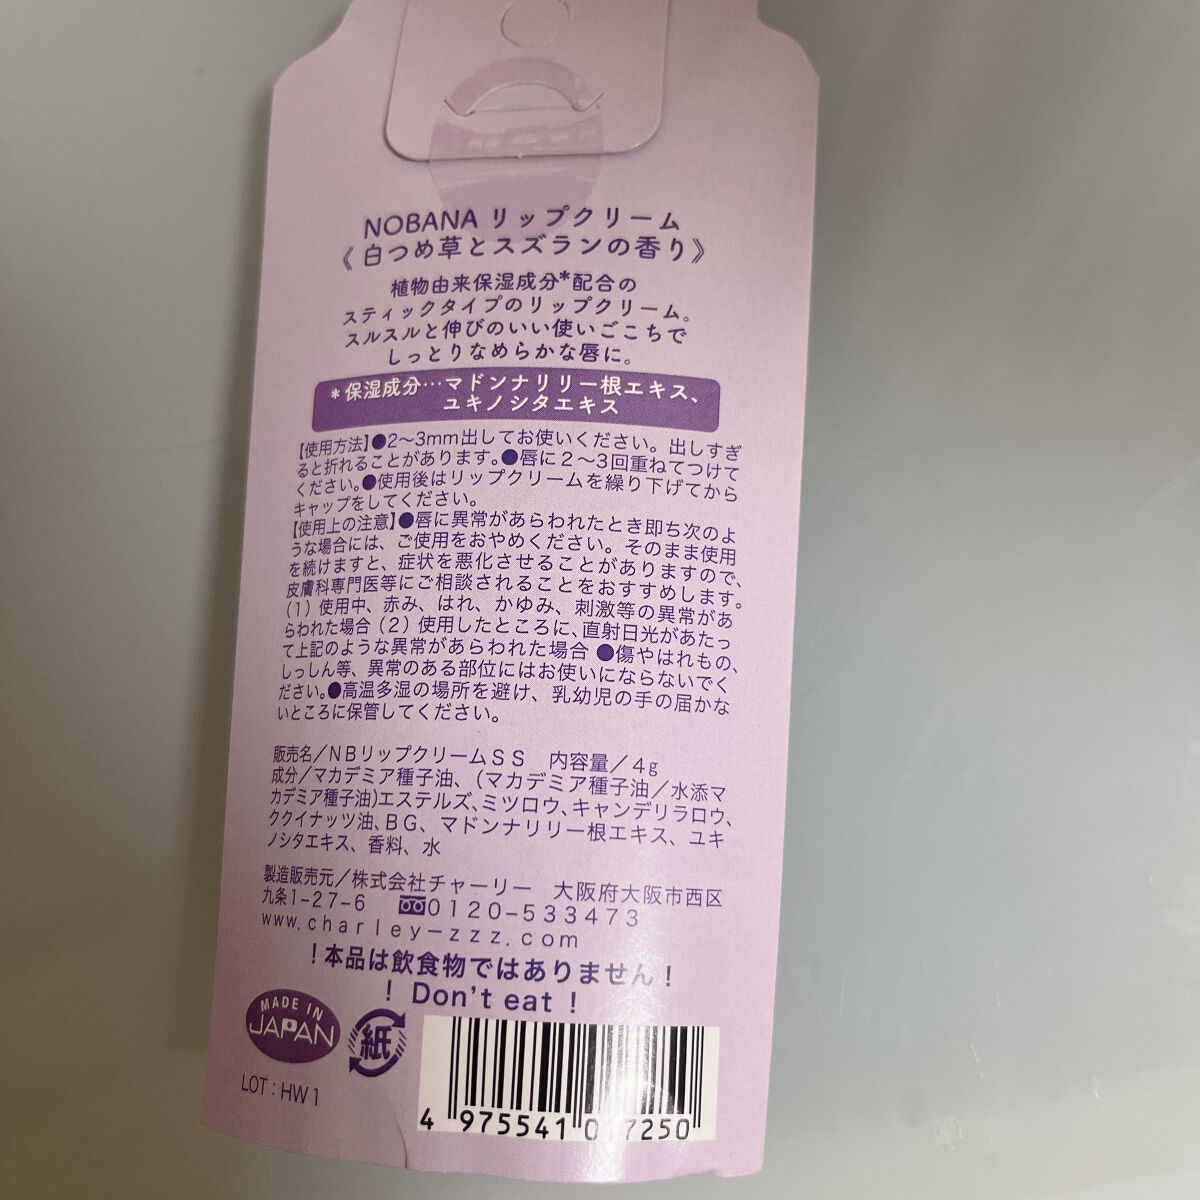 NOBANA リップクリーム
《白つめ草とスズランの香り》
植物由来保湿成分*配合の
スティックタイプのリップクリーム。
スルスルと伸びのいい使いごこちで
しっとりなめらかな唇に。
*保湿成分…マドンナリリー根エキス、
ユキノシタエキス
【使用方法】●2〜3mm出してお使いください。出しすぎ
ると折れることがあります。●唇に2〜3回重ねてつけて
ください。●使用後はリップクリームを繰り下げてから
キャップをしてください。
【使用上の注意】●唇に異常があらわれたとき即ち次のよ
うな場合には、ご使用をおやめください。そのまま使用
を続けますと、症状を悪化させることがありますので、
皮膚科専門医等にご相談されることをおすすめします。
(1)使用中、赤み、はれ、かゆみ、刺激等の異常があ
らわれた場合(2)使用したところに、直射日光があたっ
て上記のような異常があらわれた場合●傷やはれもの、
しっしん等、異常のある部位にはお使いにならないでく
ださい。●高温多湿の場所を避け、乳幼児の手の届かな
いところに保管してください。
販売名/NBリップクリームSS 内容量/4g
成分/マカデミア種子油、(マカデミア種子油/水添マ
カデミア種子油)エステルズ、ミツロウ、キャンデリラロウ、
ククイナッツ油、BG、マドンナリリー根エキス、ユキ
ノシタエキス、香料、水
製造販売元/株式会社チャーリー 大阪府大阪市西区
九条1-27-6 0120-533473
www.charley-zzz.com
!本品は飲食物ではありません!
! Don't eat !
MADE IN
JAPAN
紙
LOT：HW1
4 975541 017250